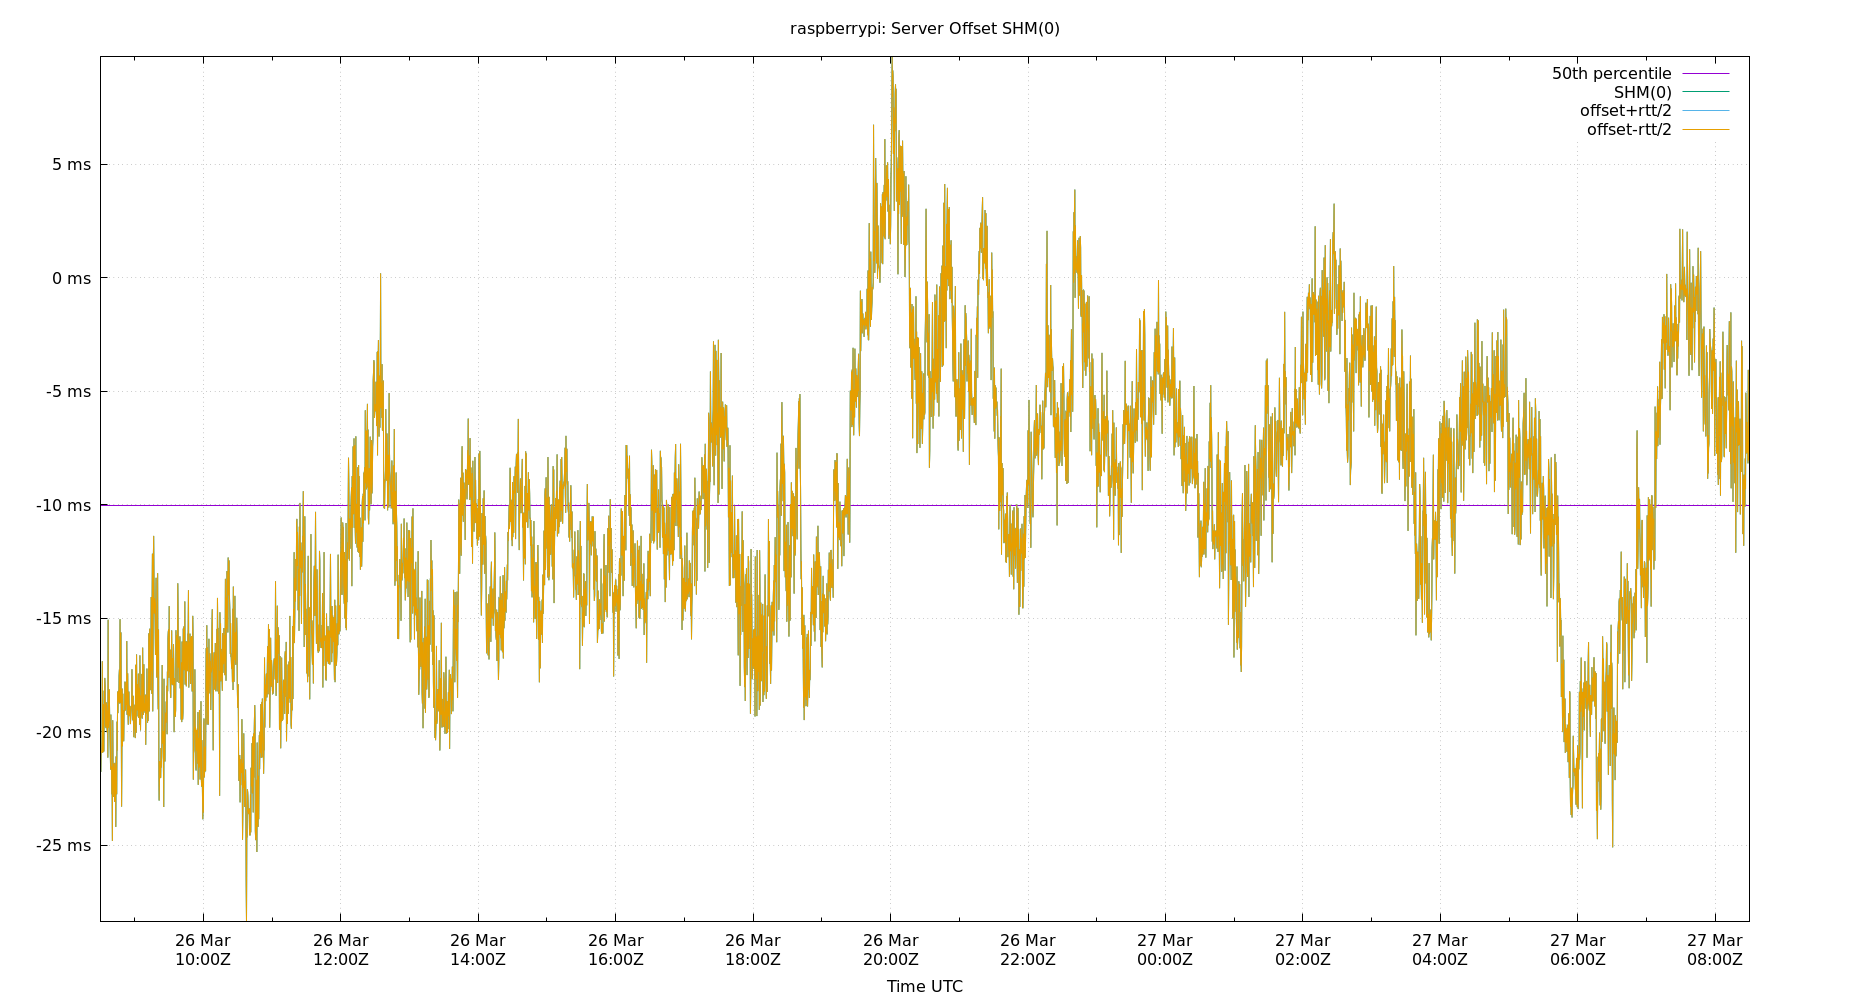 raspberrypi: Server Offset SHM(0)
50th percentile
SHM(0)
offset+rtt/2
offset-rtt/2
5 ms
0 ms
-5 ms
-10 ms
-15 ms
-20 ms
-25 ms
26 Mar 26 Mar 26 Mar 26 Mar 26 Mar 26 Mar 26 Mar 27 Mar 27 Mar 27 Mar 27 Mar 27 Mar
10:00Z 12:00Z 14:00Z 16:00Z 18:00Z 20:00Z 22:00Z 00:00Z 02:00Z 04:00Z 06:00Z 08:00Z
Time UTC